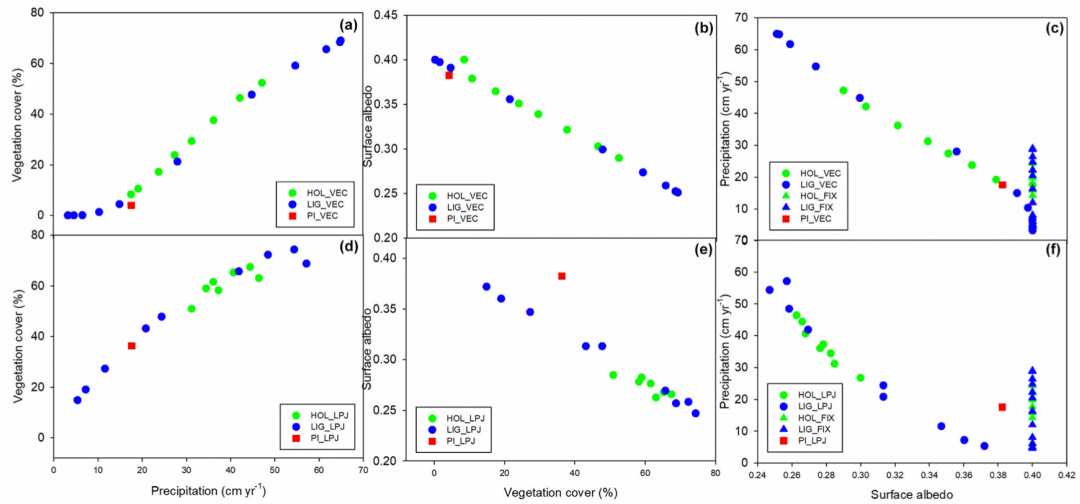 (a)
Vegetation cover (%)
80
60
40
20
0
HOL_VEC
LIG_VEC
PI_VEC
(b)
Surface albedo
0.45
0.40
0.35
0.30
0.25
0.20
HOL_VEC
LIG_VEC
PI_VEC
(c)
Precipitation (cm yr⁻¹)
70
60
50
40
30
20
10
0
HOL_VEC
LIG_VEC
HOL_FIX
LIG_FIX
PI_VEC
(d)
Vegetation cover (%)
80
60
40
20
0
HOL_LPJ
LIG_LPJ
PI_LPJ
0 10 20 30 40 50 60 70
Precipitation (cm yr⁻¹)
(e)
Surface albedo
0.40
0.35
0.30
0.25
0.20
HOL_LPJ
LIG_LPJ
PI_LPJ
0 20 40 60 80
Vegetation cover (%)
(f)
Precipitation (cm yr⁻¹)
70
60
50
40
30
20
10
0
HOL_LPJ
LIG_LPJ
HOL_FIX
LIG_FIX
PI_LPJ
0.24 0.26 0.28 0.30 0.32 0.34 0.36 0.38 0.40 0.42
Surface albedo